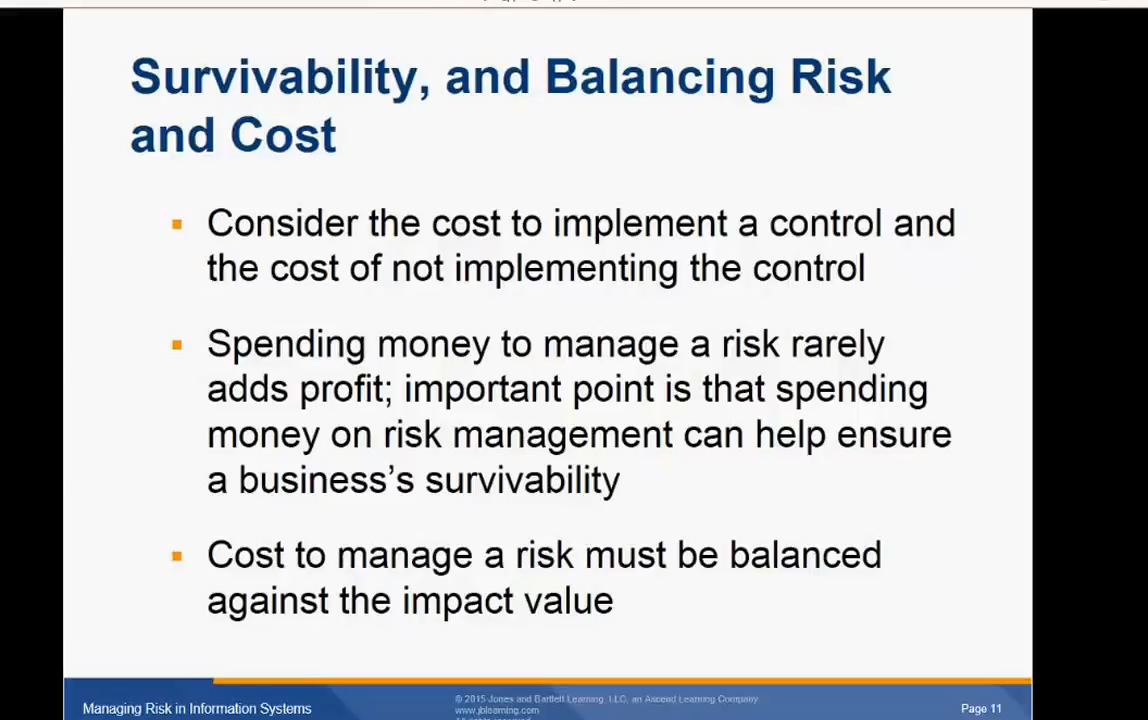 Survivability, and Balancing Risk
and Cost
▪ Consider the cost to implement a control and
the cost of not implementing the control
▪ Spending money to manage a risk rarely
adds profit; important point is that spending
money on risk management can help ensure
a business’s survivability
▪ Cost to manage a risk must be balanced
against the impact value
Managing Risk in Information Systems
© 2015 Jones and Bartlett Learning, LLC, an Ascend Learning Company
www.jblearning.com
All rights reserved
Page 11